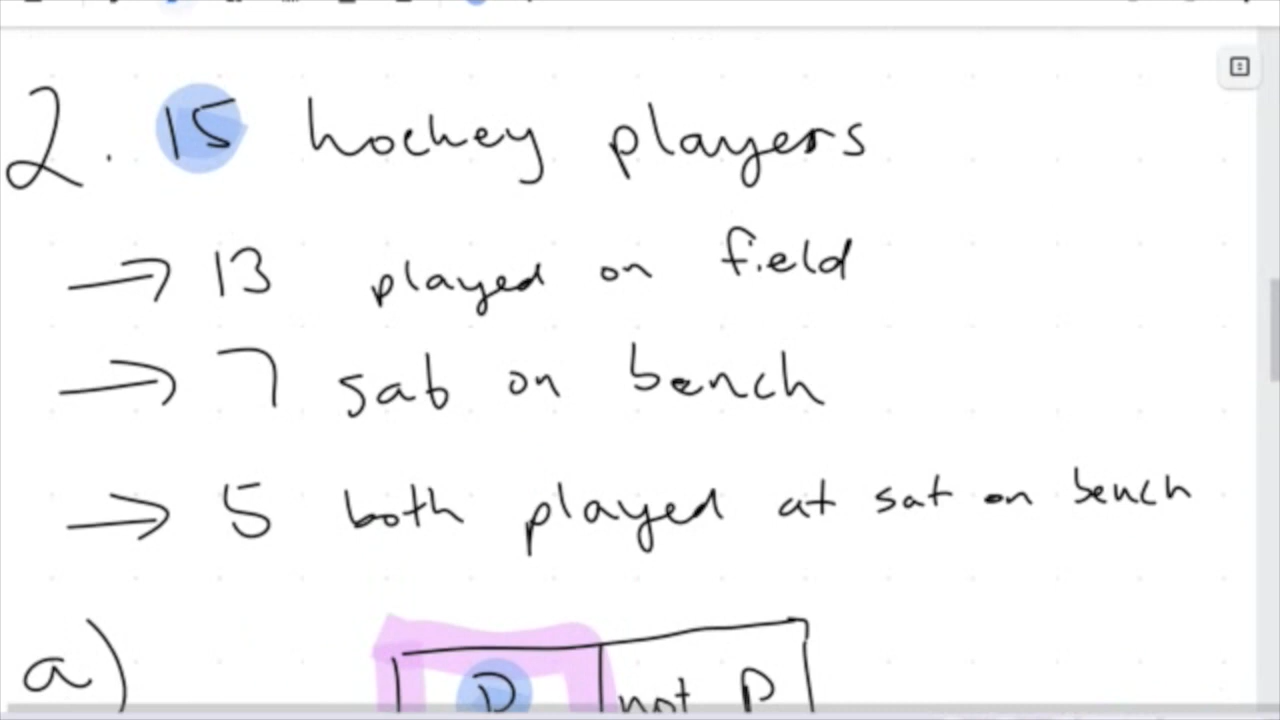 2. 15 hockey players
→ 13 played on field
→ 7 sab on bench
→ 5 both played at sat on bench
a)
P not P